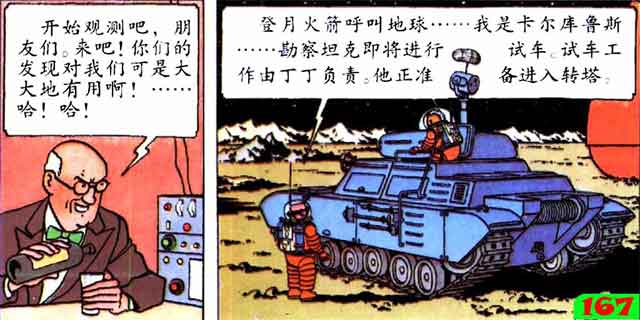 开始观测吧，朋
友们。来吧！你们的
发现对我们可是大
大地有用啊！……
哈！哈！
登月火箭呼叫地球……我是卡尔库鲁斯
……勘察坦克即将进行试车。试车工
作由丁丁负责。他正准备进入转塔。
167